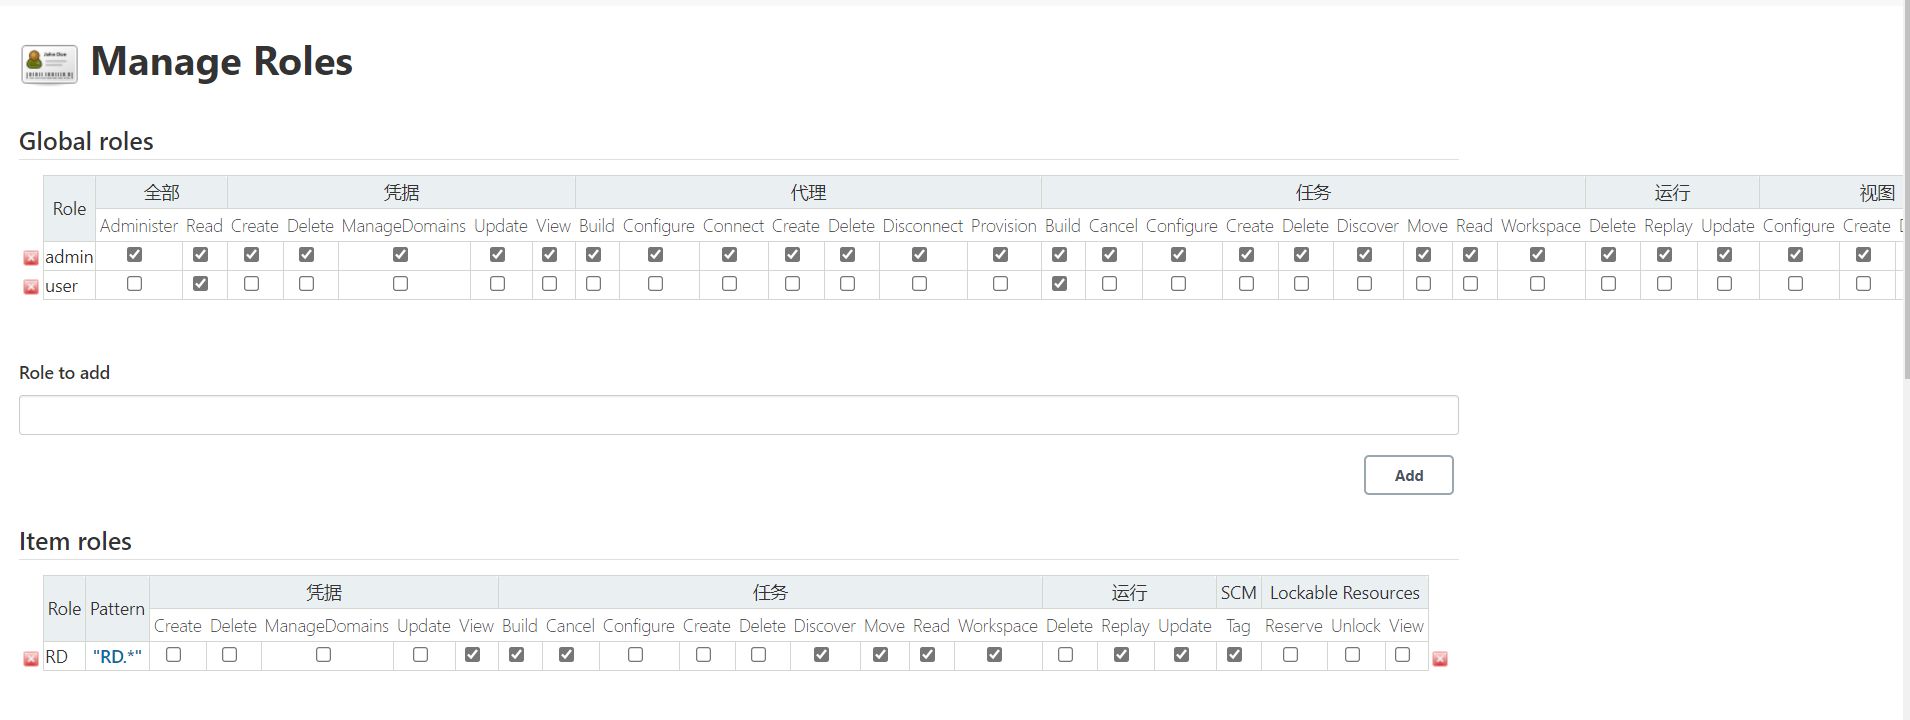 Manage Roles
Global roles
Role 全部 凭据 代理 任务 运行 视图
Administer Read Create Delete ManageDomains Update View Build Configure Connect Create Delete Disconnect Provision Build Cancel Configure Create Delete Discover Move Read Workspace Delete Replay Update Configure Create
admin
user
Role to add
Add
Item roles
Role Pattern 凭据 任务 运行 SCM Lockable Resources
Create Delete ManageDomains Update View Build Cancel Configure Create Delete Discover Move Read Workspace Delete Replay Update Tag Reserve Unlock View
RD "RD.*"